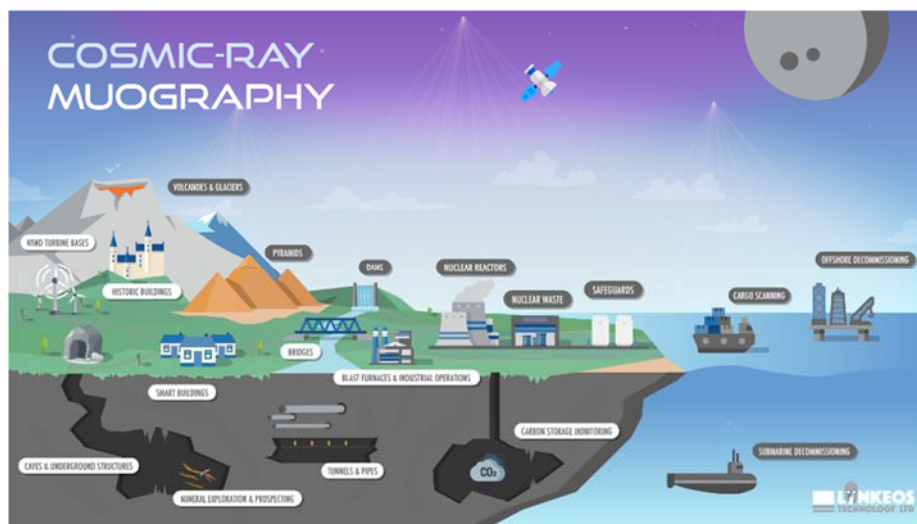 COSMIC-RAY
MUOGRAPHY
VOLCANOES & GLACIERS
WIND TURBINE BASES
HISTORIC BUILDINGS
PYRAMIDS
DAMS
NUCLEAR REACTORS
NUCLEAR WASTE
SAFEGUARDS
CARGO SCANNING
OFFSHORE DECOMMISSIONING
BRIDGES
BLAST FURNACES & INDUSTRIAL OPERATIONS
SMART BUILDINGS
CAVES & UNDERGROUND STRUCTURES
MINERAL EXPLORATION & PROSPECTING
TUNNELS & PIPES
CARBON STORAGE MONITORING
CO₂
SUBMARINE DECOMMISSIONING
LYNKEOS
TECHNOLOGY LTD